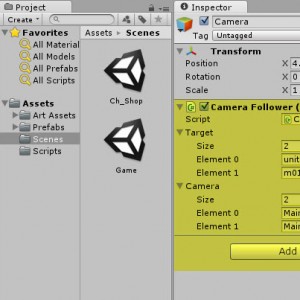 Project
Create
Favorites
All Material
All Models
All Prefabs
All Scripts
Assets
Art Assets
Prefabs
Scenes
Scripts
Assets ▸ Scenes
Ch_Shop
Game
Inspector
Camera
Tag Untagged
Transform
Position X 4.
Rotation X 0
Scale X 1
Camera Follower (
Script C
Target
Size 2
Element 0 unit
Element 1 m01
Camera
Size 2
Element 0 Mair
Element 1 Mair
Add